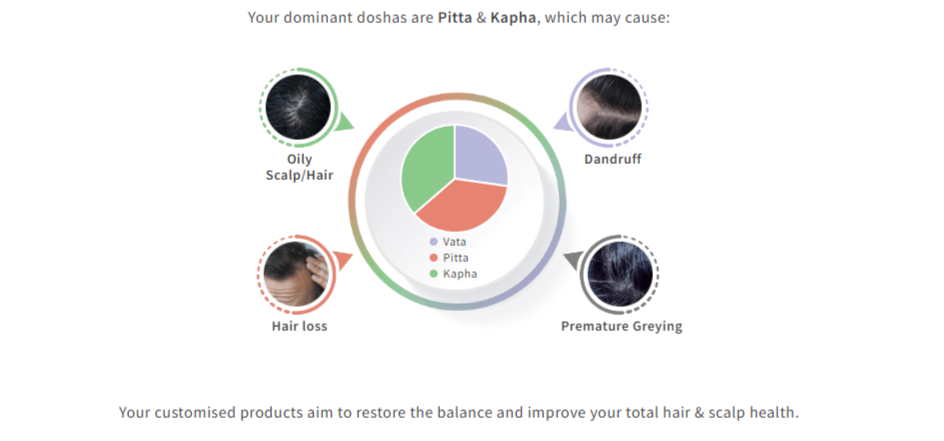 Your dominant doshas are Pitta & Kapha, which may cause:
Oily
Scalp/Hair
Dandruff
Vata
Pitta
Kapha
Hair loss
Premature Greying
Your customised products aim to restore the balance and improve your total hair & scalp health.